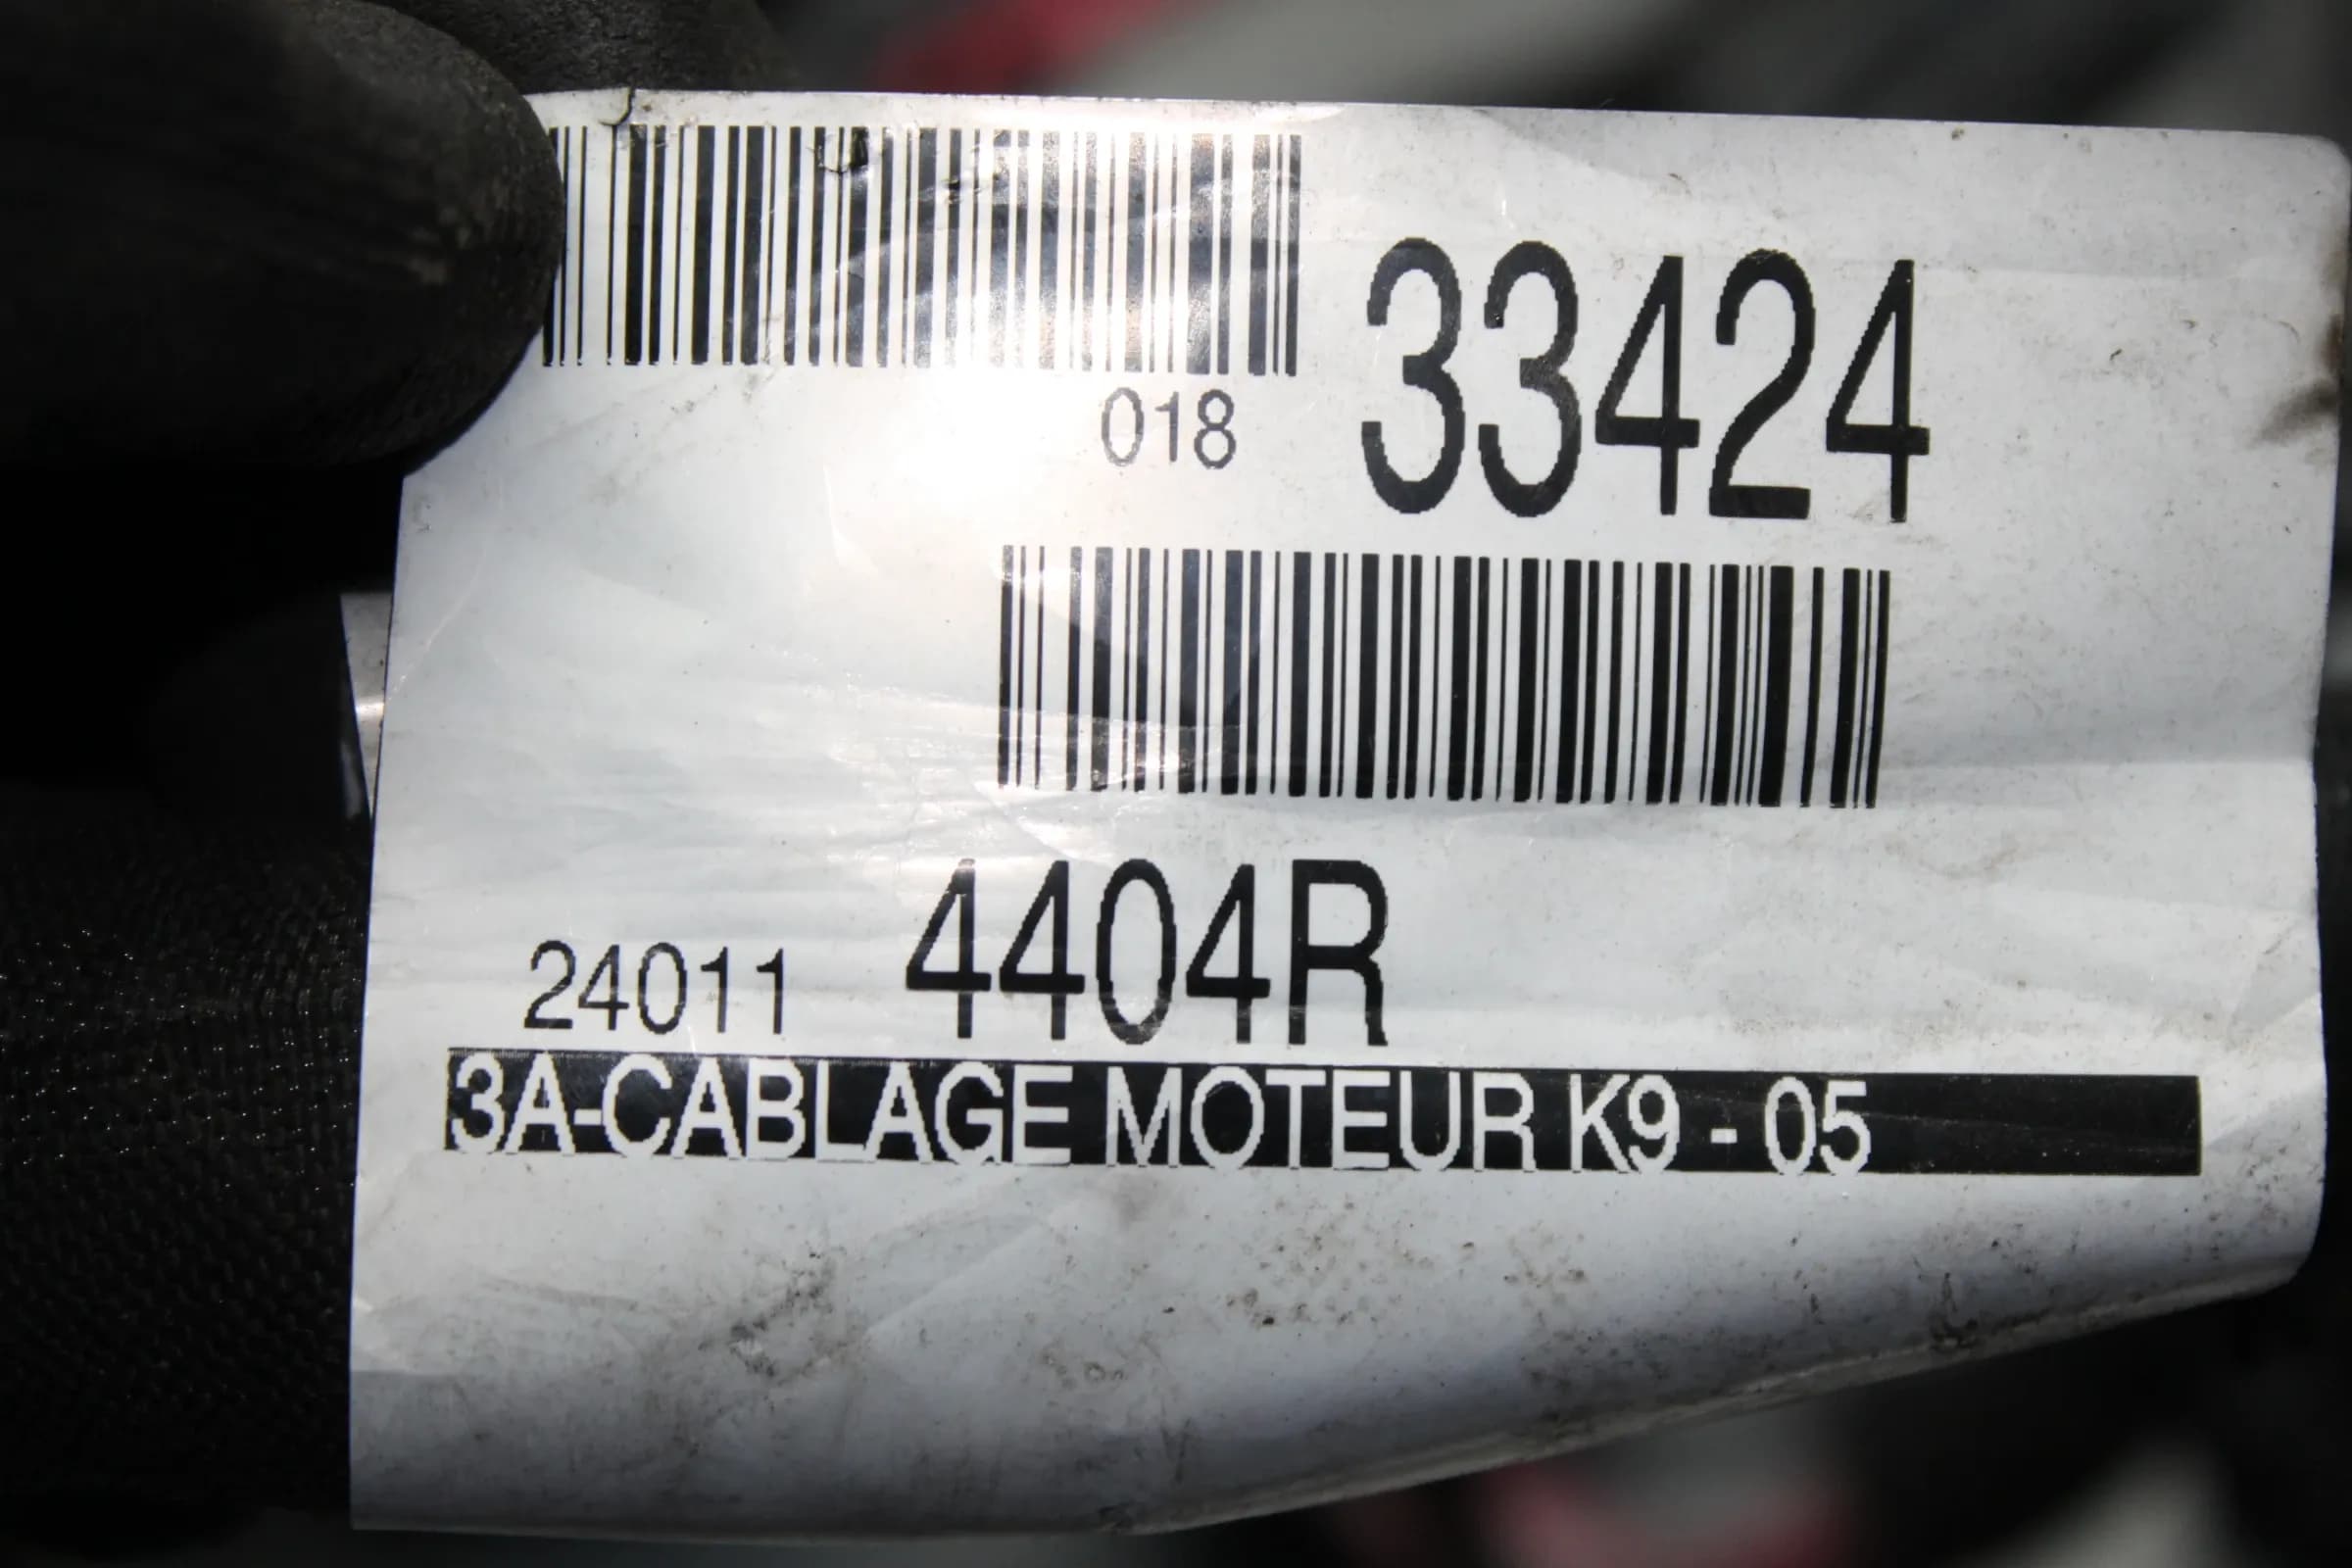 018 33424
24011 4404R
3A-CABLAGE MOTEUR K9 - 05